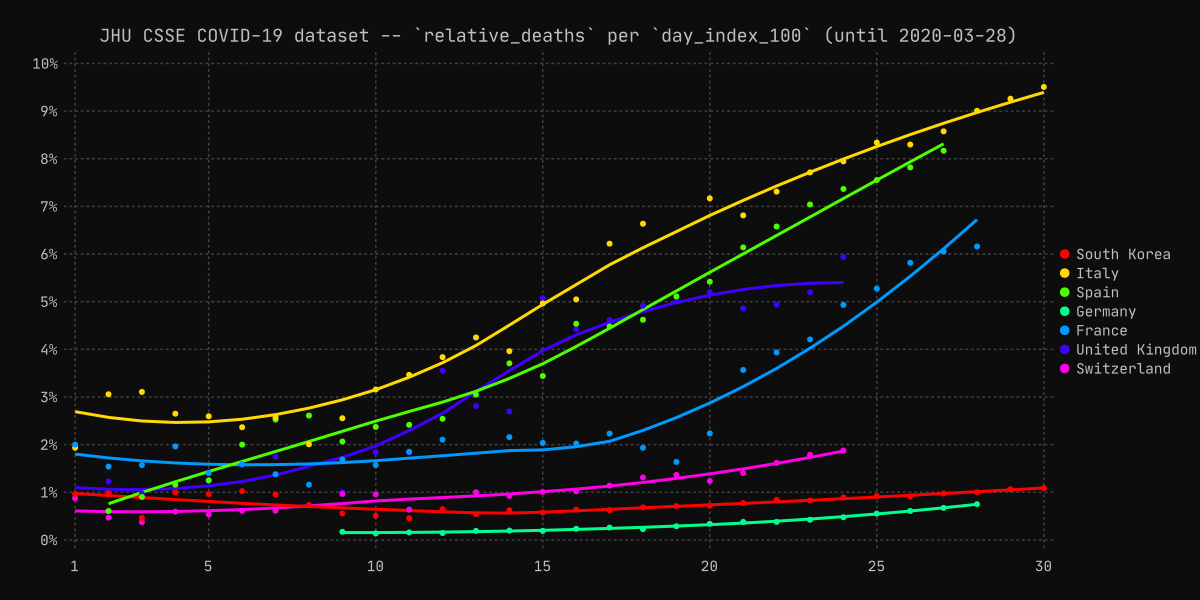 JHU CSSE COVID-19 dataset -- `relative_deaths` per `day_index_100` (until 2020-03-28)
10%
9%
8%
7%
6%
5%
4%
3%
2%
1%
0%
1 5 10 15 20 25 30
South Korea
Italy
Spain
Germany
France
United Kingdom
Switzerland